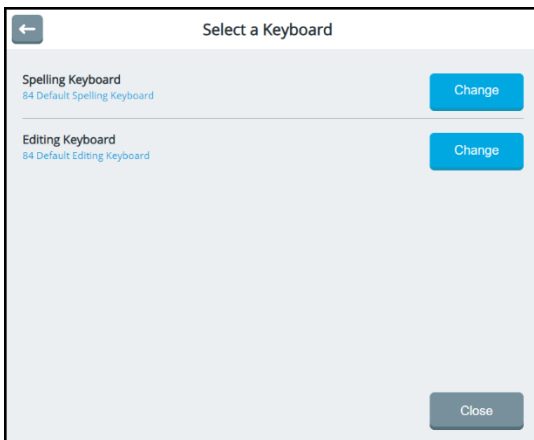 Select a Keyboard
Spelling Keyboard
84 Default Spelling Keyboard
Change
Editing Keyboard
84 Default Editing Keyboard
Change
Close